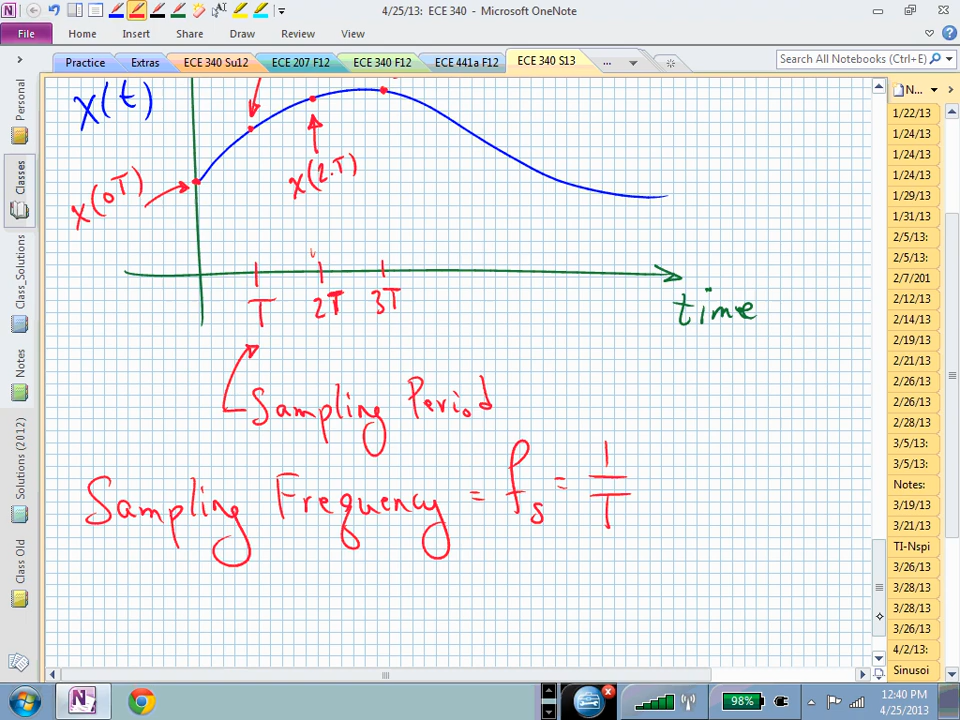 4/25/13: ECE 340 - Microsoft OneNote
File Home Insert Share Draw Review View
Practice Extras ECE 340 Su12 ECE 207 F12 ECE 340 F12 ECE 441a F12 ECE 340 S13 ...
Search All Notebooks (Ctrl+E)
Personal
Classes
Class_Solutions
Notes
Solutions (2012)
Class Old
x(t)
x(0T)
x(2·T)
T 2T 3T
time
Sampling Period
Sampling Frequency = fs = 1/T
N...
1/22/13
1/24/13
1/24/13
1/24/13
1/29/13
1/31/13
2/5/13:
2/5/13:
2/7/201
2/12/13
2/14/13
2/19/13
2/21/13
2/26/13
2/26/13
2/28/13
3/5/13:
3/5/13:
Notes:
3/19/13
3/21/13
TI-Nspi
3/26/13
3/28/13
3/28/13
3/26/13
4/2/13:
Sinusoi
98%
12:40 PM
4/25/2013